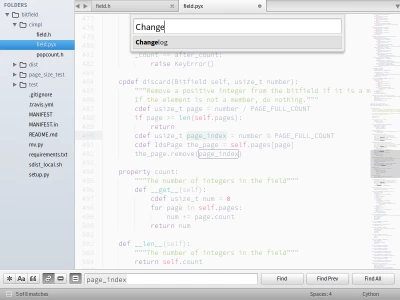 FOLDERS
bitfield
cimpl
field.h
field.pyx
popcount.h
dist
page_size_test
test
.gitignore
.travis.yml
MANIFEST
MANIFEST.in
README.md
mv.py
requirements.txt
sdist_local.sh
setup.py
field.h
field.pyx
Change
Changelog
_count == after_count:
raise KeyError()
cpdef discard(Bitfield self, usize_t number):
"""Remove a positive integer from the bitfield if it is a m
If the element is not a member, do nothing."""
cdef usize_t page = number / PAGE_FULL_COUNT
if page >= len(self.pages):
return
cdef usize_t page_index = number % PAGE_FULL_COUNT
cdef IdsPage the_page = self.pages[page]
the_page.remove(page_index)
property count:
"""The number of integers in the field"""
def __get__(self):
cdef usize_t num = 0
for page in self.pages:
num += page.count
return num
def __len__(self):
"""The number of integers in the field"""
return self.count
page_index
Find
Find Prev
Find All
5 of 8 matches
Spaces: 4
Cython